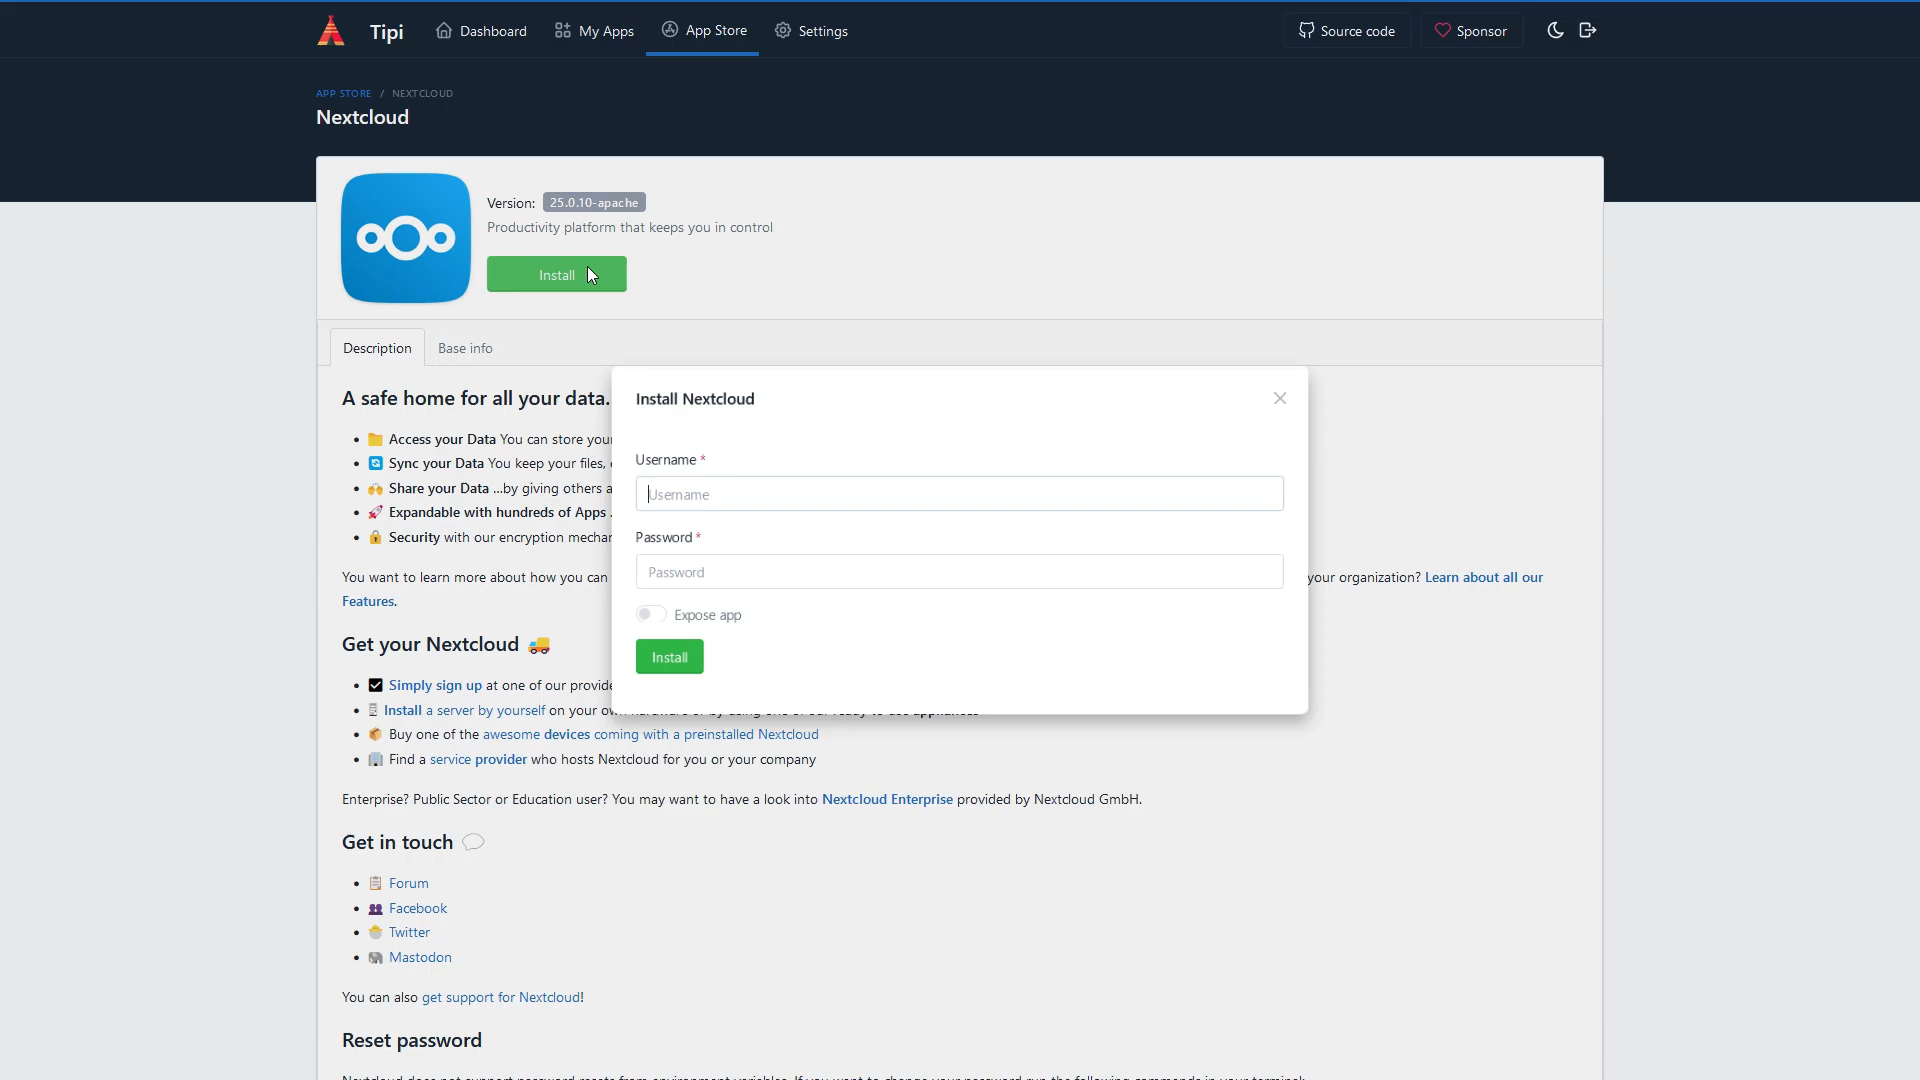 Tipi
Dashboard
My Apps
App Store
Settings
Source code
Sponsor
APP STORE / NEXTCLOUD
Nextcloud
Version: 25.0.10-apache
Productivity platform that keeps you in control
Install
Description
Base info
A safe home for all your data.
Access your Data You can store your
Sync your Data You keep your files,
Share your Data ...by giving others
Expandable with hundreds of Apps
Security with our encryption
You want to learn more about how you can
your organization? Learn about all our
Features.
Install Nextcloud
Username *
Username
Password *
Password
Expose app
Install
Get your Nextcloud
Simply sign up at one of our
Install a server by yourself on your
Buy one of the awesome devices coming with a preinstalled Nextcloud
Find a service provider who hosts Nextcloud for you or your company
Enterprise? Public Sector or Education user? You may want to have a look into Nextcloud Enterprise provided by Nextcloud GmbH.
Get in touch
Forum
Facebook
Twitter
Mastodon
You can also get support for Nextcloud!
Reset password